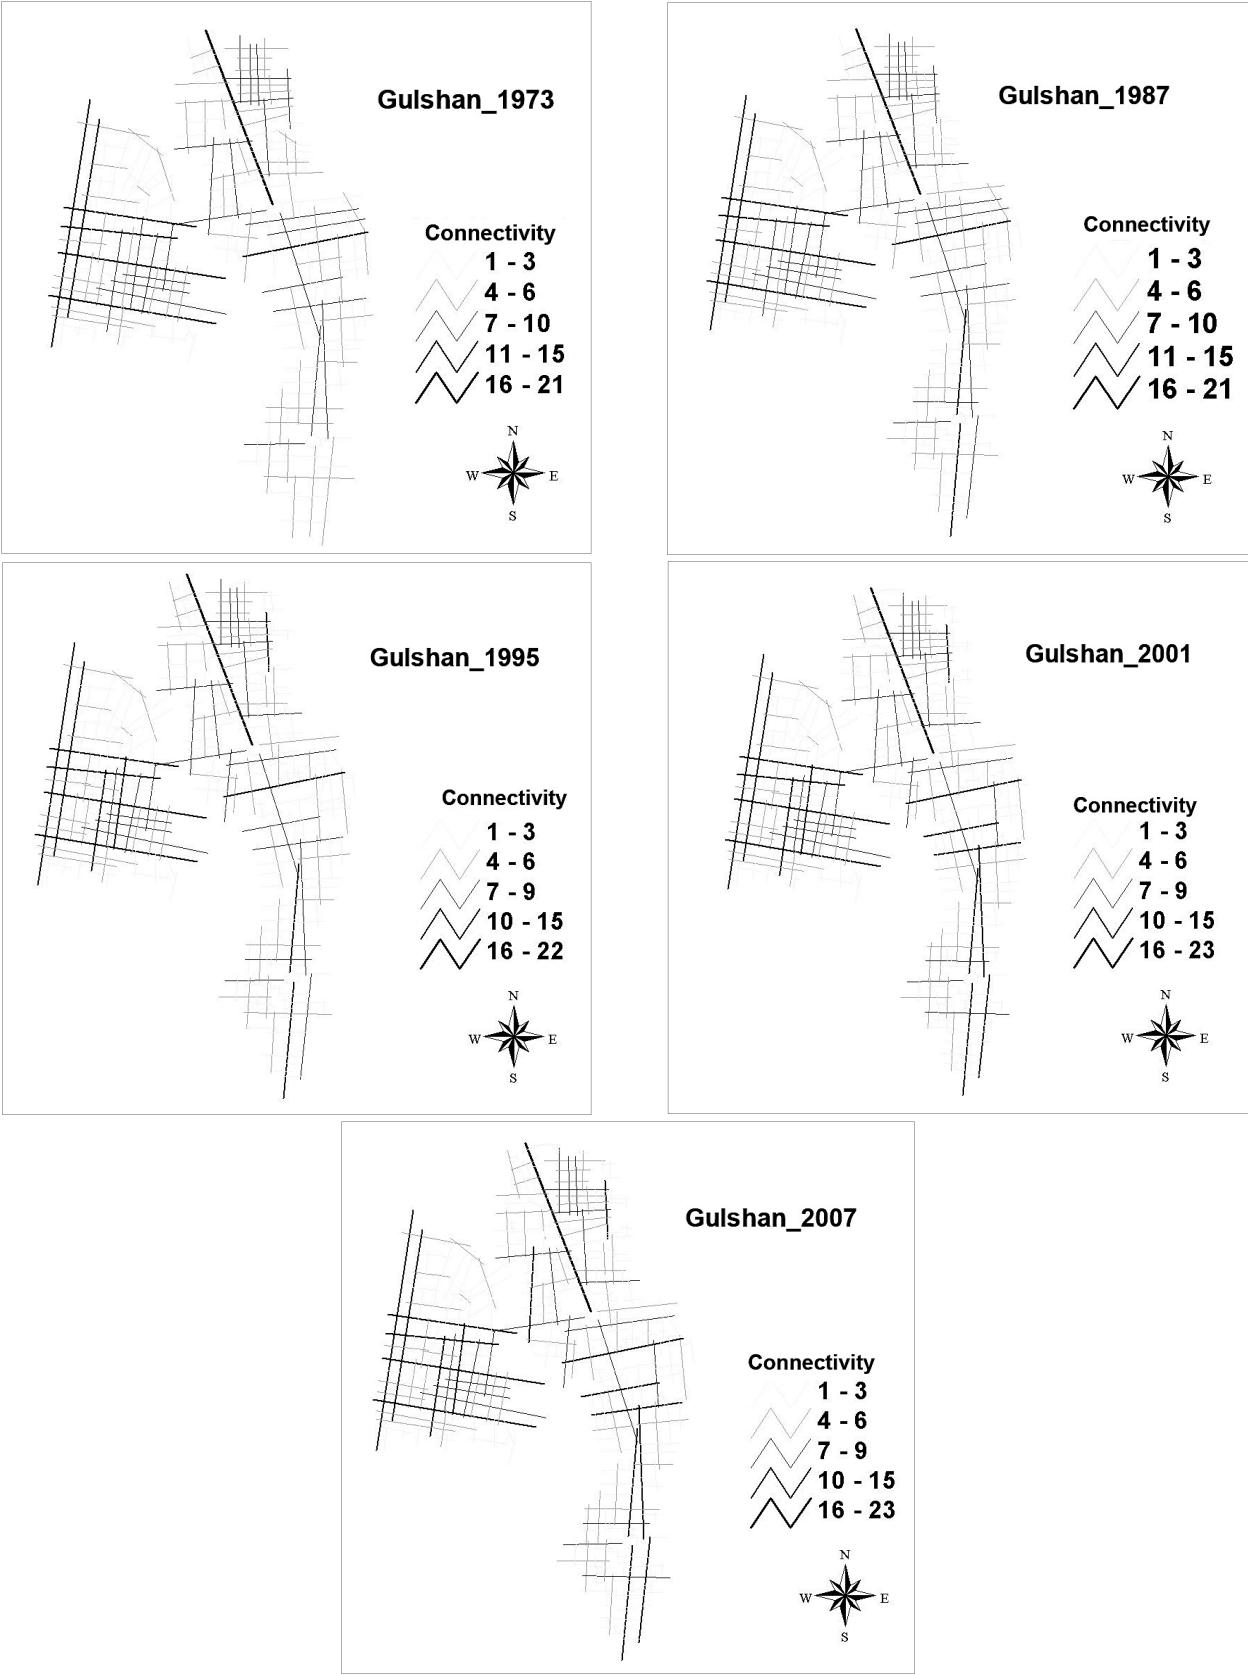 Gulshan_1973
Connectivity
1 - 3
4 - 6
7 - 10
11 - 15
16 - 21
N
W E
S
Gulshan_1987
Connectivity
1 - 3
4 - 6
7 - 10
11 - 15
16 - 21
N
W E
S
Gulshan_1995
Connectivity
1 - 3
4 - 6
7 - 9
10 - 15
16 - 22
N
W E
S
Gulshan_2001
Connectivity
1 - 3
4 - 6
7 - 9
10 - 15
16 - 23
N
W E
S
Gulshan_2007
Connectivity
1 - 3
4 - 6
7 - 9
10 - 15
16 - 23
N
W E
S